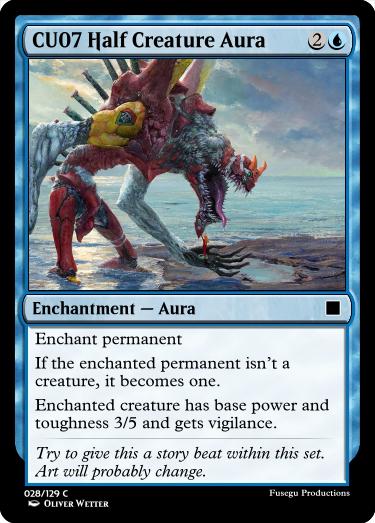 CU07 Half Creature Aura 2
Enchantment — Aura
Enchant permanent
If the enchanted permanent isn't a
creature, it becomes one.
Enchanted creature has base power and
toughness 3/5 and gets vigilance.
Try to give this a story beat within this set.
Art will probably change.
028/129 C Fusegu Productions
Oliver Wetter